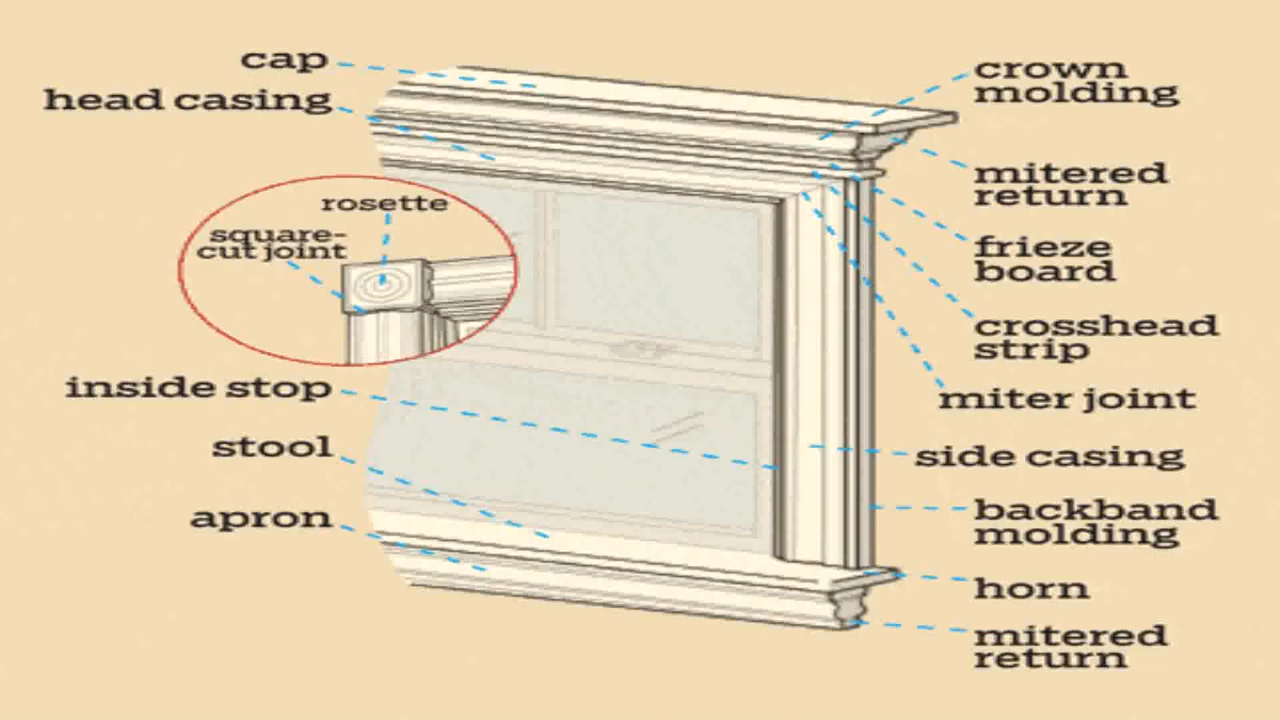 cap
head casing
rosette
square-
cut joint
inside stop
stool
apron
crown
molding
mitered
return
frieze
board
crosshead
strip
miter joint
side casing
backband
molding
horn
mitered
return